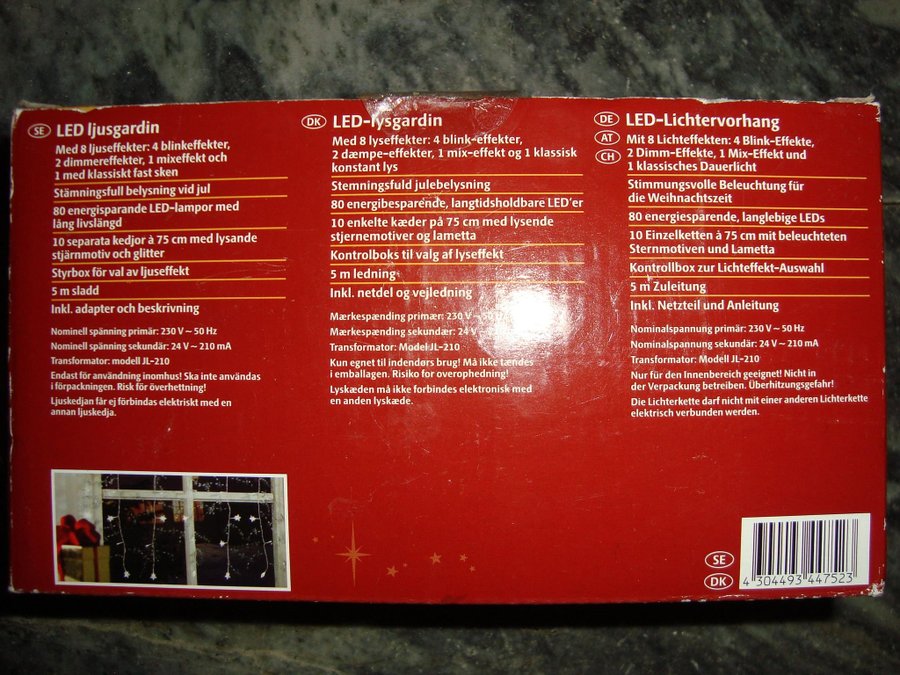 SE LED ljusgardin
Med 8 ljuseffekter: 4 blinkeffekter,
2 dimmereffekter, 1 mixeffekt och
1 med klassiskt fast sken
Stämningsfull belysning vid jul
80 energisparande LED-lampor med
lång livslängd
10 separata kedjor à 75 cm med lysande
stjärnmotiv och glitter
Styrbox för val av ljuseffekt
5 m sladd
Inkl. adapter och beskrivning
Nominell spänning primär: 230 V ~ 50 Hz
Nominell spänning sekundär: 24 V ~ 210 mA
Transformator: modell JL-210
Endast för användning inomhus! Ska inte användas
i förpackningen. Risk för överhettning!
Ljuskedjan får ej förbindas elektriskt med en
annan ljuskedja.
DK LED-lysgardin
Med 8 lyseffekter: 4 blink-effekter,
2 dæmpe-effekter, 1 mix-effekt og 1 klassisk
konstant lys
Stemningsfuld julebelysning
80 energibesparende, langtidsholdbare LED'er
10 enkelte kæder på 75 cm med lysende
stjernemotiver og lametta
Kontrolboks til valg af lyseffekt
5 m ledning
Inkl. netdel og vejledning
Mærkespænding primær: 230 V ~ 50 Hz
Mærkespænding sekundær: 24 V ~ 210 mA
Transformator: Model JL-210
Kun egnet til indendørs brug! Må ikke tændes
i emballagen. Risiko for overophedning!
Lyskæden må ikke forbindes elektronisk med
en anden lyskæde.
DE LED-Lichtervorhang
AT
CH
Mit 8 Lichteffekten: 4 Blink-Effekte,
2 Dimm-Effekte, 1 Mix-Effekt und
1 klassisches Dauerlicht
Stimmungsvolle Beleuchtung für
die Weihnachtszeit
80 energiesparende, langlebige LEDs
10 Einzelketten à 75 cm mit beleuchteten
Sternmotiven und Lametta
Kontrollbox zur Lichteffekt-Auswahl
5 m Zuleitung
Inkl. Netzteil und Anleitung
Nominalspannung primär: 230 V ~ 50 Hz
Nominalspannung sekundär: 24 V ~ 210 mA
Transformator: Modell JL-210
Nur für den Innenbereich geeignet! Nicht in
der Verpackung betreiben. Überhitzungsgefahr!
Die Lichterkette darf nicht mit einer anderen Lichterkette
elektrisch verbunden werden.
SE
DK
4 304493 447523